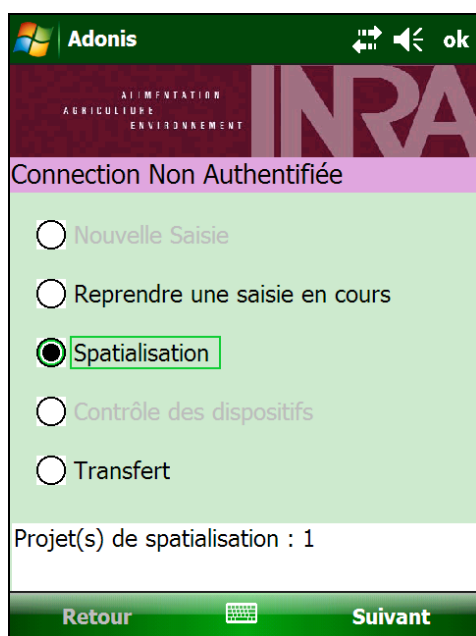 Adonis
ok
ALIMENTATION
AGRICULTURE
ENVIRONNEMENT
INRA
Connection Non Authentifiée
Nouvelle Saisie
Reprendre une saisie en cours
Spatialisation
Contrôle des dispositifs
Transfert
Projet(s) de spatialisation : 1
Retour
Suivant